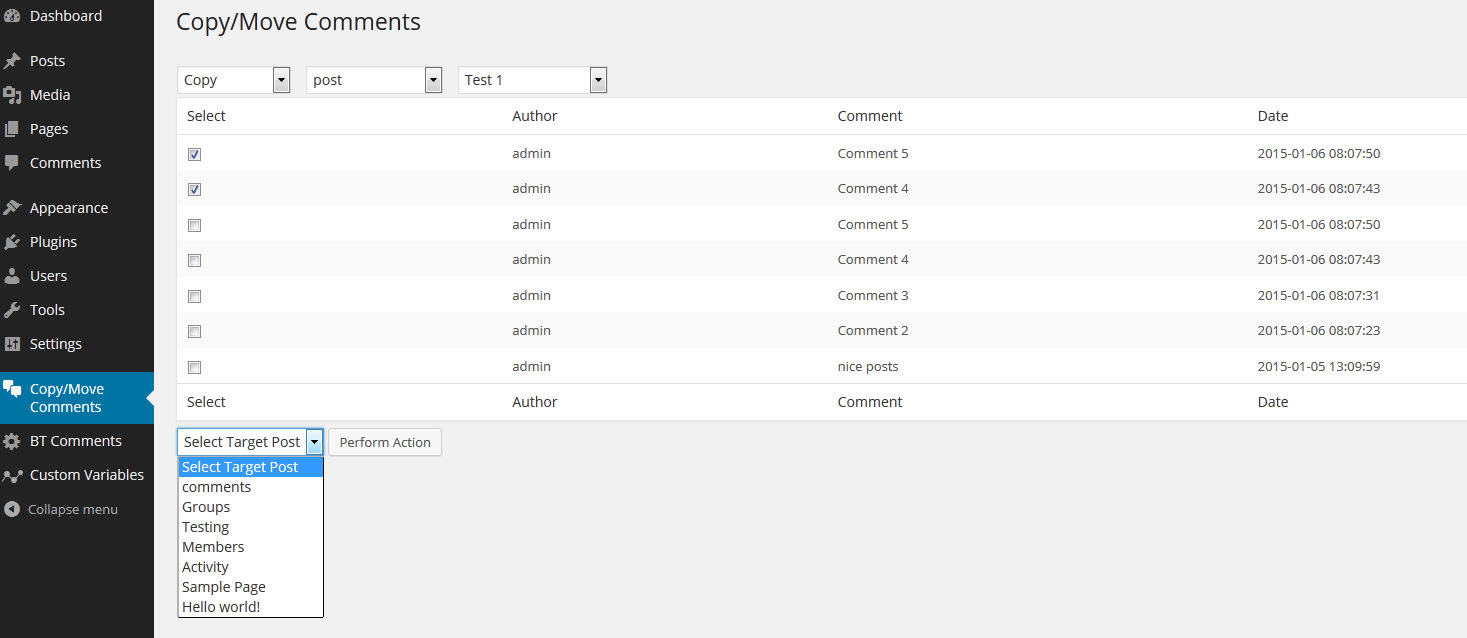 Dashboard
Posts
Media
Pages
Comments
Appearance
Plugins
Users
Tools
Settings
Copy/Move
Comments
BT Comments
Custom Variables
Collapse menu
Copy/Move Comments
Copy post Test 1
Select Author Comment Date
admin Comment 5 2015-01-06 08:07:50
admin Comment 4 2015-01-06 08:07:43
admin Comment 5 2015-01-06 08:07:50
admin Comment 4 2015-01-06 08:07:43
admin Comment 3 2015-01-06 08:07:31
admin Comment 2 2015-01-06 08:07:23
admin nice posts 2015-01-05 13:09:59
Select Author Comment Date
Select Target Post Perform Action
Select Target Post
comments
Groups
Testing
Members
Activity
Sample Page
Hello world!